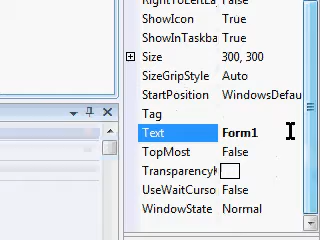 RightToLeftLa False
ShowIcon True
ShowInTaskba True
Size 300, 300
SizeGripStyle Auto
StartPosition WindowsDefau
Tag
Text Form1
TopMost False
TransparencyK
UseWaitCurso False
WindowState Normal